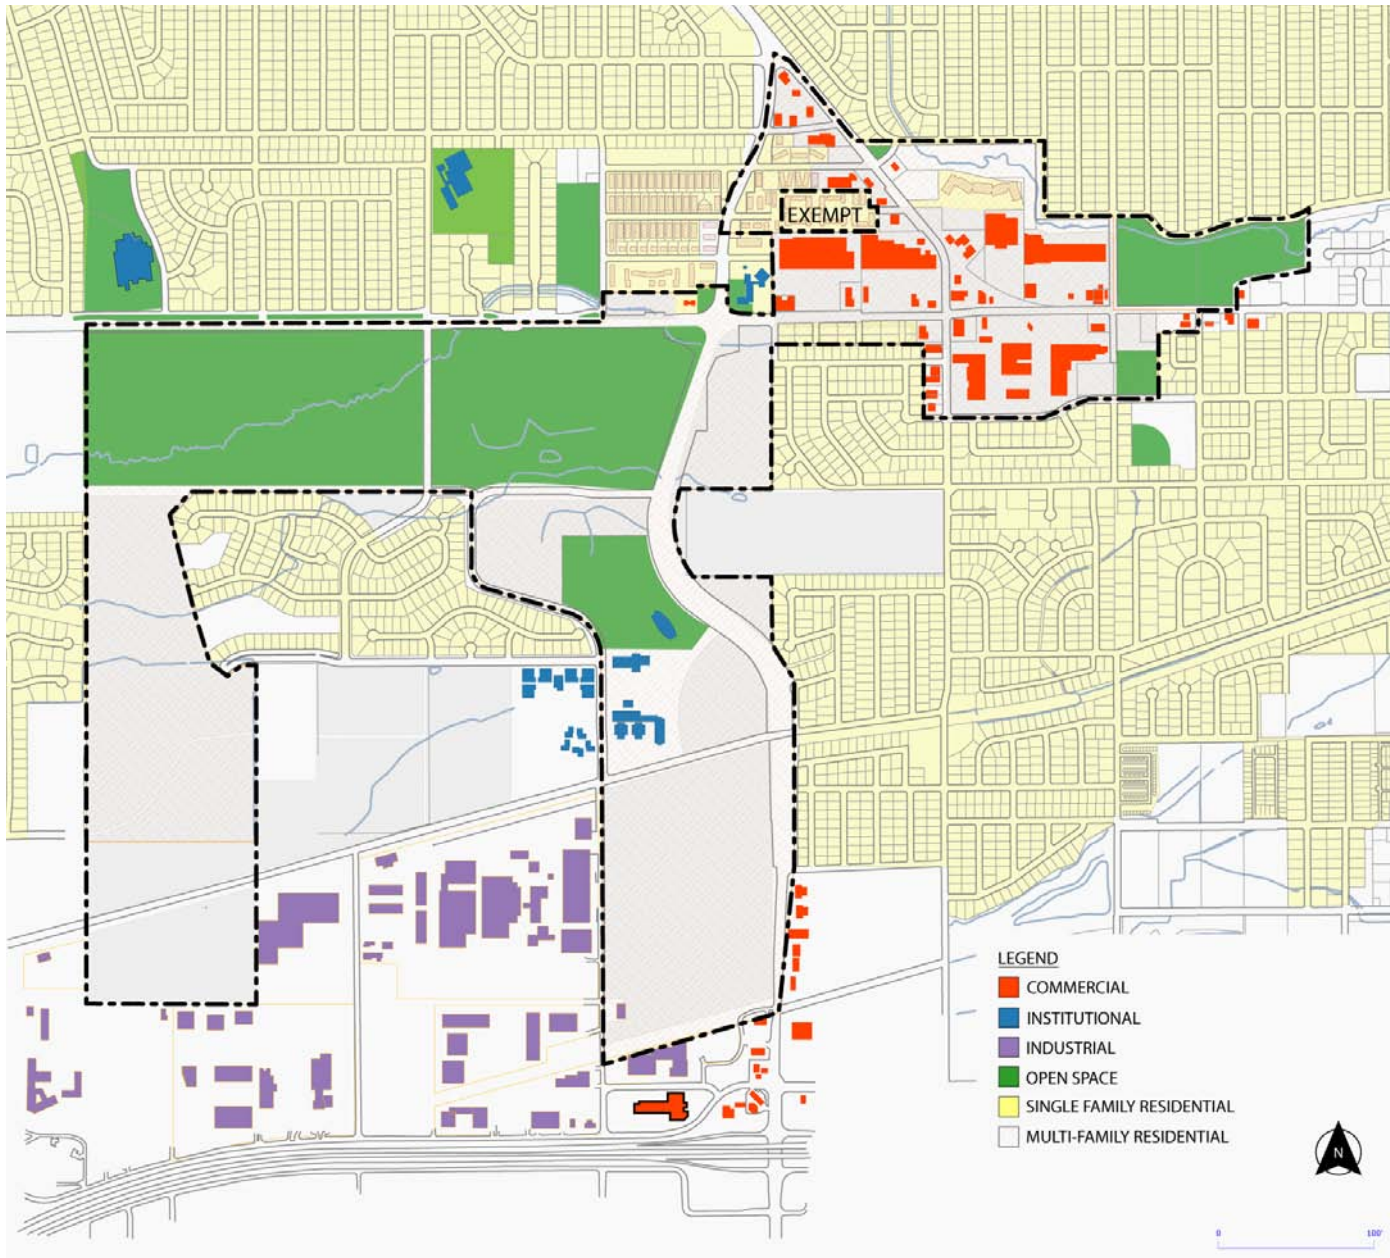 EXEMPT
LEGEND
COMMERCIAL
INSTITUTIONAL
INDUSTRIAL
OPEN SPACE
SINGLE FAMILY RESIDENTIAL
MULTI-FAMILY RESIDENTIAL
N
0 100'